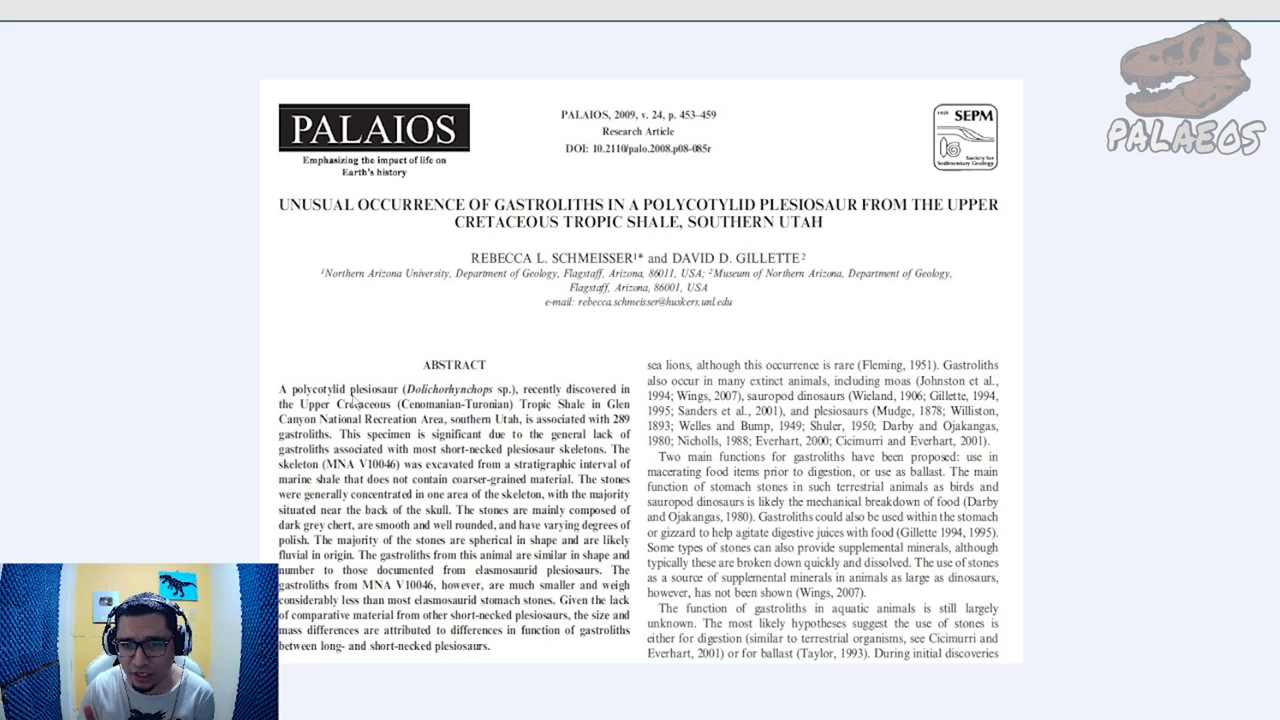 PALAEOS
PALAIOS
Emphasizing the impact of life on
Earth's history
PALAIOS, 2009, v. 24, p. 453–459
Research Article
DOI: 10.2110/palo.2008.p08-085r
SEPM
Society for
Sedimentary Geology
UNUSUAL OCCURRENCE OF GASTROLITHS IN A POLYCOTYLID PLESIOSAUR FROM THE UPPER
CRETACEOUS TROPIC SHALE, SOUTHERN UTAH
REBECCA L. SCHMEISSER¹* and DAVID D. GILLETTE²
¹Northern Arizona University, Department of Geology, Flagstaff, Arizona, 86011, USA; ²Museum of Northern Arizona, Department of Geology,
Flagstaff, Arizona, 86001, USA
e-mail: rebecca.schmeisser@huskers.unl.edu
ABSTRACT
A polycotylid plesiosaur (Dolichorhynchops sp.), recently discovered in
the Upper Cretaceous (Cenomanian-Turonian) Tropic Shale in Glen
Canyon National Recreation Area, southern Utah, is associated with 289
gastroliths. This specimen is significant due to the general lack of
gastroliths associated with most short-necked plesiosaur skeletons. The
skeleton (MNA V10046) was excavated from a stratigraphic interval of
marine shale that does not contain coarser-grained material. The stones
were generally concentrated in one area of the skeleton, with the majority
situated near the back of the skull. The stones are mainly composed of
dark grey chert, are smooth and well rounded, and have varying degrees of
polish. The majority of the stones are spherical in shape and are likely
fluvial in origin. The gastroliths from this animal are similar in shape and
number to those documented from elasmosaurid plesiosaurs. The
gastroliths from MNA V10046, however, are much smaller and weigh
considerably less than most elasmosaurid stomach stones. Given the lack
of comparative material from other short-necked plesiosaurs, the size and
mass differences are attributed to differences in function of gastroliths
between long- and short-necked plesiosaurs.
sea lions, although this occurrence is rare (Fleming, 1951). Gastroliths
also occur in many extinct animals, including moas (Johnston et al.,
1994; Wings, 2007), sauropod dinosaurs (Wieland, 1906; Gillette, 1994,
1995; Sanders et al., 2001), and plesiosaurs (Mudge, 1878; Williston,
1893; Welles and Bump, 1949; Shuler, 1950; Darby and Ojakangas,
1980; Nicholls, 1988; Everhart, 2000; Cicimurri and Everhart, 2001).
Two main functions for gastroliths have been proposed: use in
macerating food items prior to digestion, or use as ballast. The main
function of stomach stones in such terrestrial animals as birds and
sauropod dinosaurs is likely the mechanical breakdown of food (Darby
and Ojakangas, 1980). Gastroliths could also be used within the stomach
or gizzard to help agitate digestive juices with food (Gillette 1994, 1995).
Some types of stones can also provide supplemental minerals, although
typically these are broken down quickly and dissolved. The use of stones
as a source of supplemental minerals in animals as large as dinosaurs,
however, has not been shown (Wings, 2007).
The function of gastroliths in aquatic animals is still largely
unknown. The most likely hypotheses suggest the use of stones is
either for digestion (similar to terrestrial organisms, see Cicimurri and
Everhart, 2001) or for ballast (Taylor, 1993). During initial discoveries